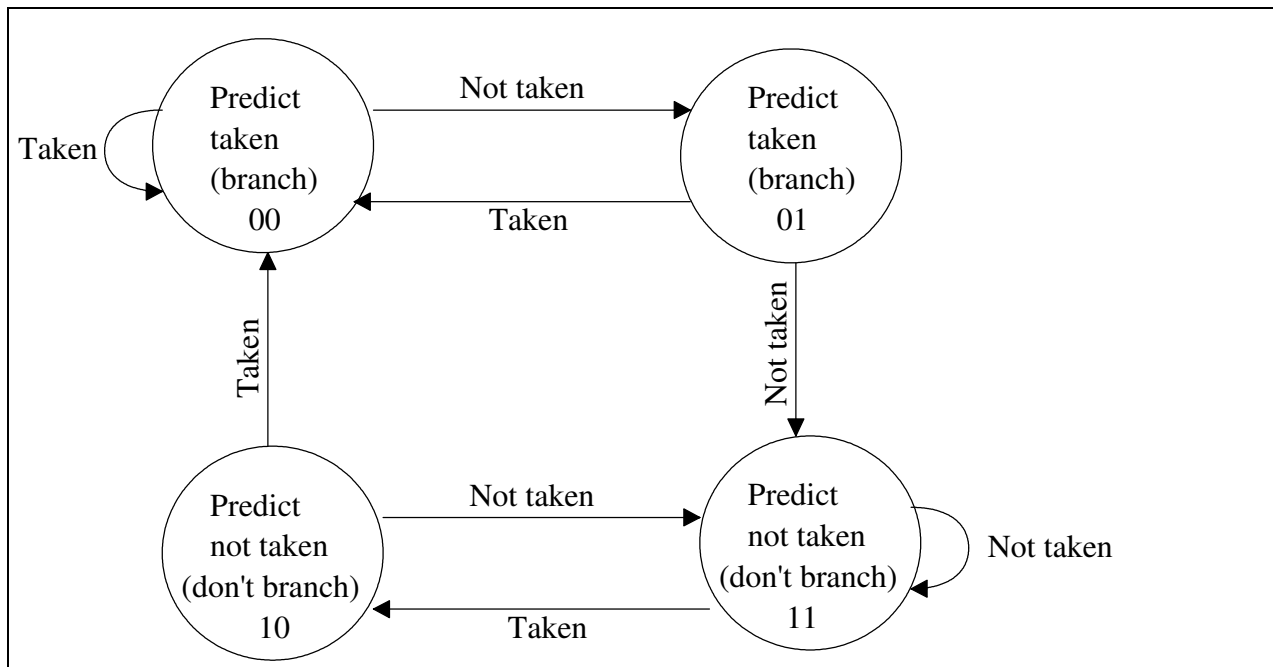 Predict
taken
(branch)
00
Taken
Not taken
Taken
Predict
taken
(branch)
01
Taken
Not taken
Predict
not taken
(don't branch)
10
Not taken
Taken
Predict
not taken
(don't branch)
11
Not taken